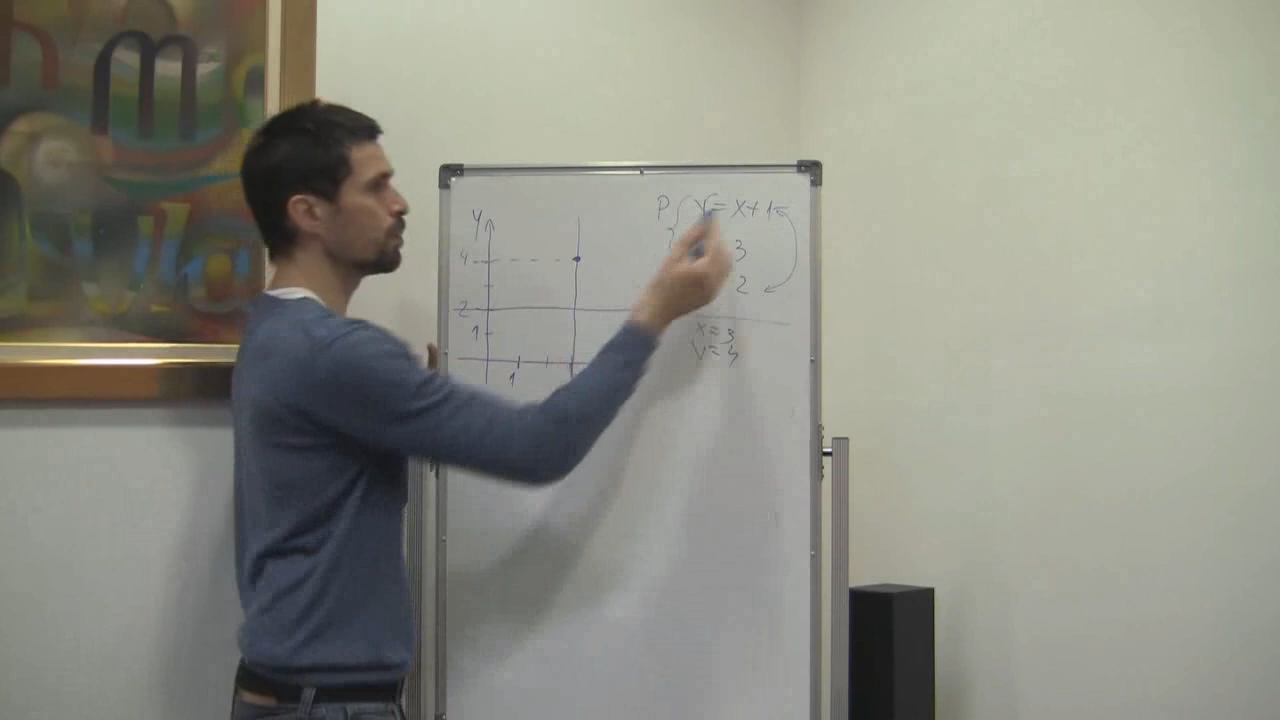 P { Y = X + 1
3
2
X = 3
Y = 4
Y
4
2
1
1
m